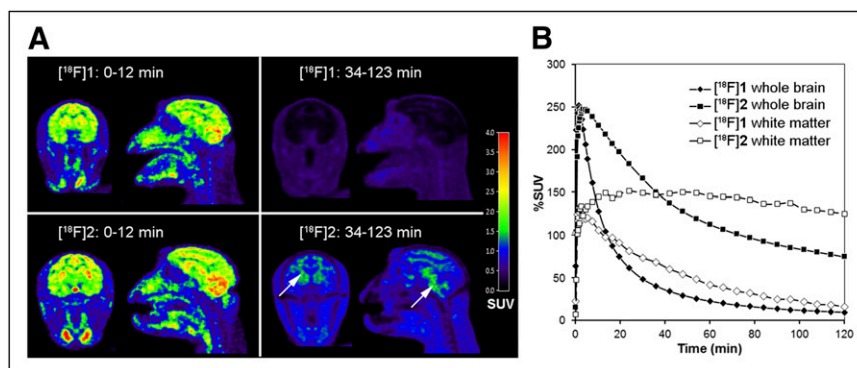 A
[¹⁸F]1: 0-12 min
[¹⁸F]1: 34-123 min
[¹⁸F]2: 0-12 min
[¹⁸F]2: 34-123 min
4.0
3.5
3.0
2.5
2.0
1.5
1.0
0.5
0.0
SUV
B
[¹⁸F]1 whole brain
[¹⁸F]2 whole brain
[¹⁸F]1 white matter
[¹⁸F]2 white matter
%SUV
300
250
200
150
100
50
0
0 20 40 60 80 100 120
Time (min)